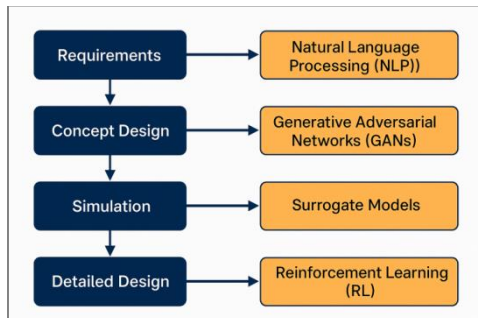 Requirements
Natural Language
Processing (NLP))
Concept Design
Generative Adversarial
Networks (GANs)
Simulation
Surrogate Models
Detailed Design
Reinforcement Learning
(RL)